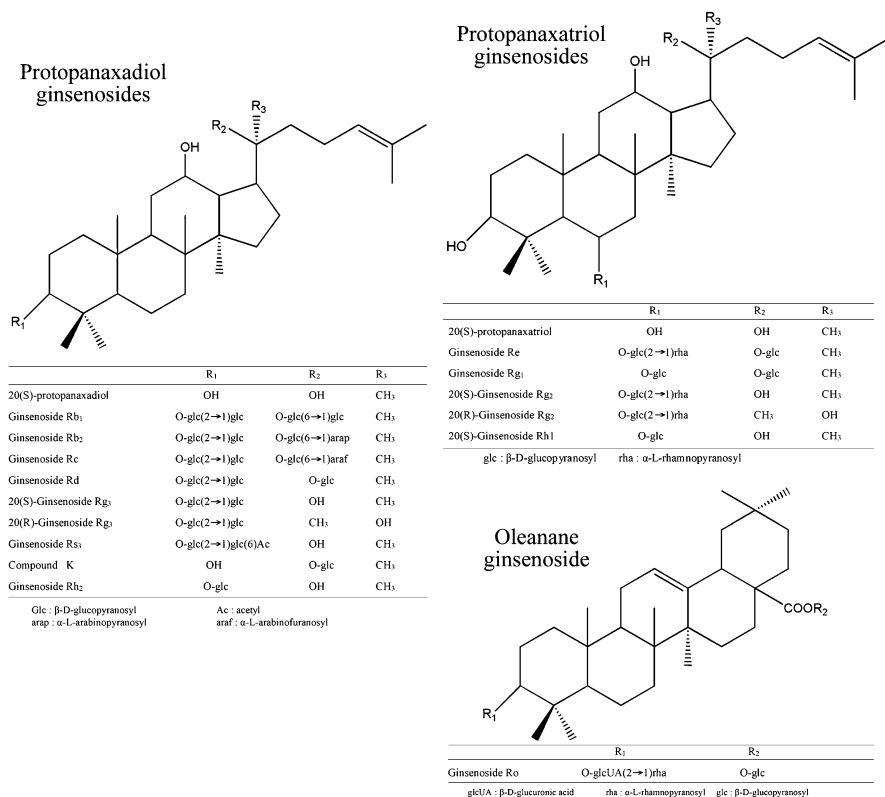 Protopanaxadiol
ginsenosides
R₃
R₂
OH
R₁
R₁ R₂ R₃
20(S)-protopanaxadiol OH OH CH₃
Ginsenoside Rb₁ O-glc(2→1)glc O-glc(6→1)glc CH₃
Ginsenoside Rb₂ O-glc(2→1)glc O-glc(6→1)arap CH₃
Ginsenoside Rc O-glc(2→1)glc O-glc(6→1)araf CH₃
Ginsenoside Rd O-glc(2→1)glc O-glc CH₃
20(S)-Ginsenoside Rg₃ O-glc(2→1)glc OH CH₃
20(R)-Ginsenoside Rg₃ O-glc(2→1)glc CH₃ OH
Ginsenoside Rs₃ O-glc(2→1)glc(6)Ac OH CH₃
Compound K OH O-glc CH₃
Ginsenoside Rh₂ O-glc OH CH₃
Glc : β-D-glucopyranosyl Ac : acetyl
arap : α-L-arabinopyranosyl araf : α-L-arabinofuranosyl
Protopanaxatriol
ginsenosides
R₃
R₂
OH
HO
R₁
R₁ R₂ R₃
20(S)-protopanaxatriol OH OH CH₃
Ginsenoside Re O-glc(2→1)rha O-glc CH₃
Ginsenoside Rg₁ O-glc O-glc CH₃
20(S)-Ginsenoside Rg₂ O-glc(2→1)rha OH CH₃
20(R)-Ginsenoside Rg₂ O-glc(2→1)rha CH₃ OH
20(S)-Ginsenoside Rh1 O-glc OH CH₃
glc : β-D-glucopyranosyl rha : α-L-rhamnopyranosyl
Oleanane
ginsenoside
COOR₂
R₁
R₁ R₂
Ginsenoside Ro O-glcUA(2→1)rha O-glc
glcUA : β-D-glucuronic acid rha : α-L-rhamnopyranosyl glc : β-D-glucopyranosyl